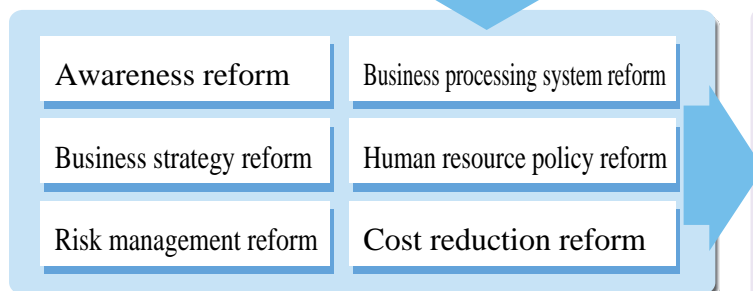 Awareness reform
Business processing system reform
Business strategy reform
Human resource policy reform
Risk management reform
Cost reduction reform